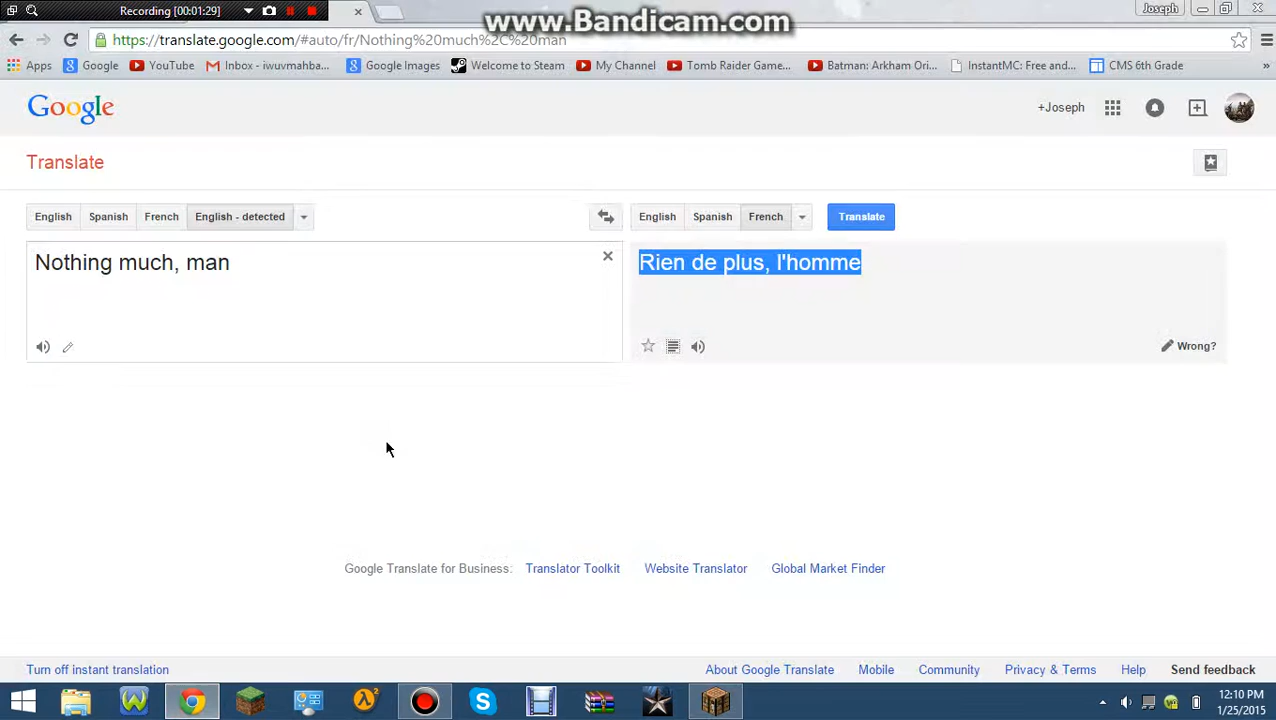 Recording [00:01:29]
www.Bandicam.com
Joseph
https://translate.google.com/#auto/fr/Nothing%20much%2C%20man
Apps Google YouTube Inbox - iwuvmahba... Google Images Welcome to Steam My Channel Tomb Raider Game... Batman: Arkham Ori... InstantMC: Free and... CMS 6th Grade »
Google +Joseph
Translate
English Spanish French English - detected English Spanish French Translate
Nothing much, man Rien de plus, l'homme
Wrong?
Google Translate for Business: Translator Toolkit Website Translator Global Market Finder
Turn off instant translation About Google Translate Mobile Community Privacy & Terms Help Send feedback
12:10 PM
1/25/2015